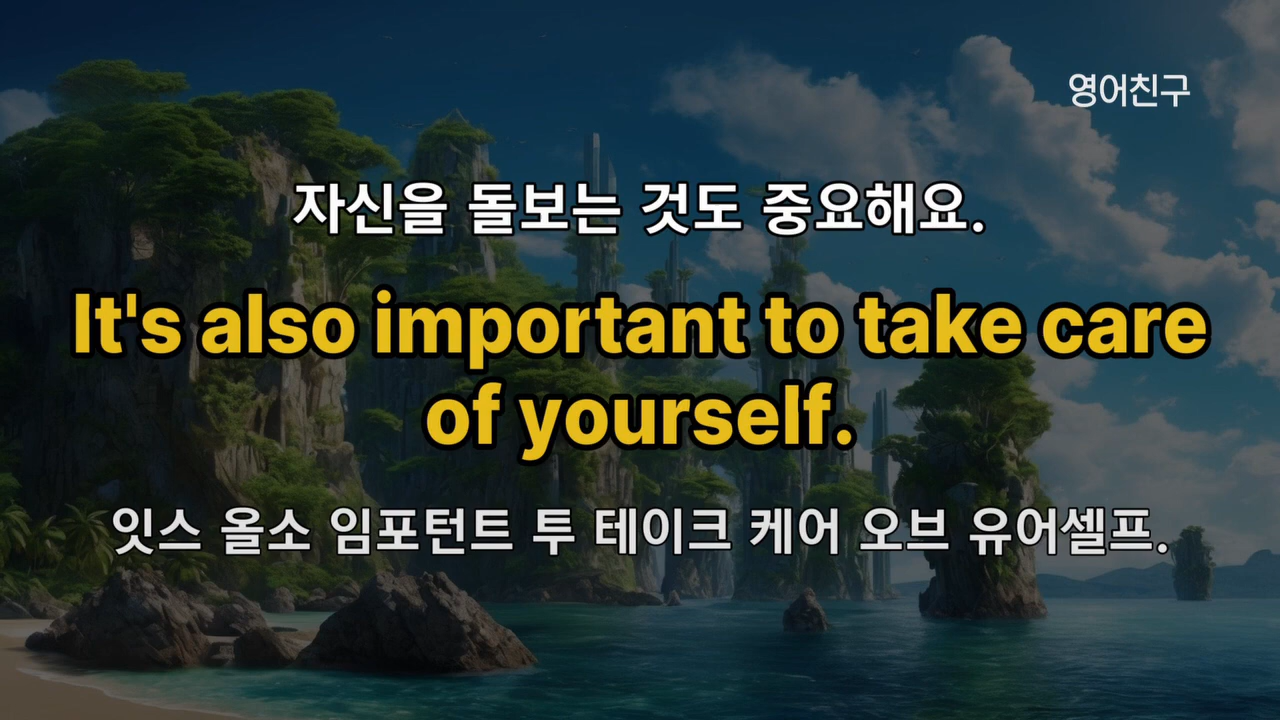 영어친구
자신을 돌보는 것도 중요해요.
It's also important to take care
of yourself.
잇스 올소 임포턴트 투 테이크 케어 오브 유어셀프.